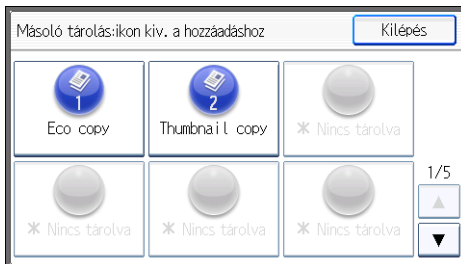 Másoló tárolás:ikon kiv. a hozzáadáshoz
Kilépés
1
2
Eco copy
Thumbnail copy
* Nincs tárolva
1/5
* Nincs tárolva
* Nincs tárolva
* Nincs tárolva